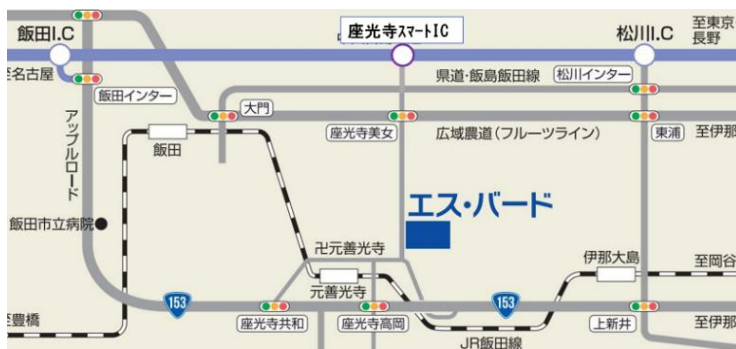 飯田I.C
座光寺ｽﾏｰﾄIC
松川I.C
至東京
長野
至名古屋
飯田インター
県道・飯島飯田線
松川インター
大門
アップルロード
飯田
座光寺美女
広域農道(フルーツライン)
東浦
至伊那
飯田市立病院
エス・バード
卍元善光寺
伊那大島
至岡谷
元善光寺
153
153
至豊橋
座光寺共和
座光寺高岡
JR飯田線
上新井
至伊那